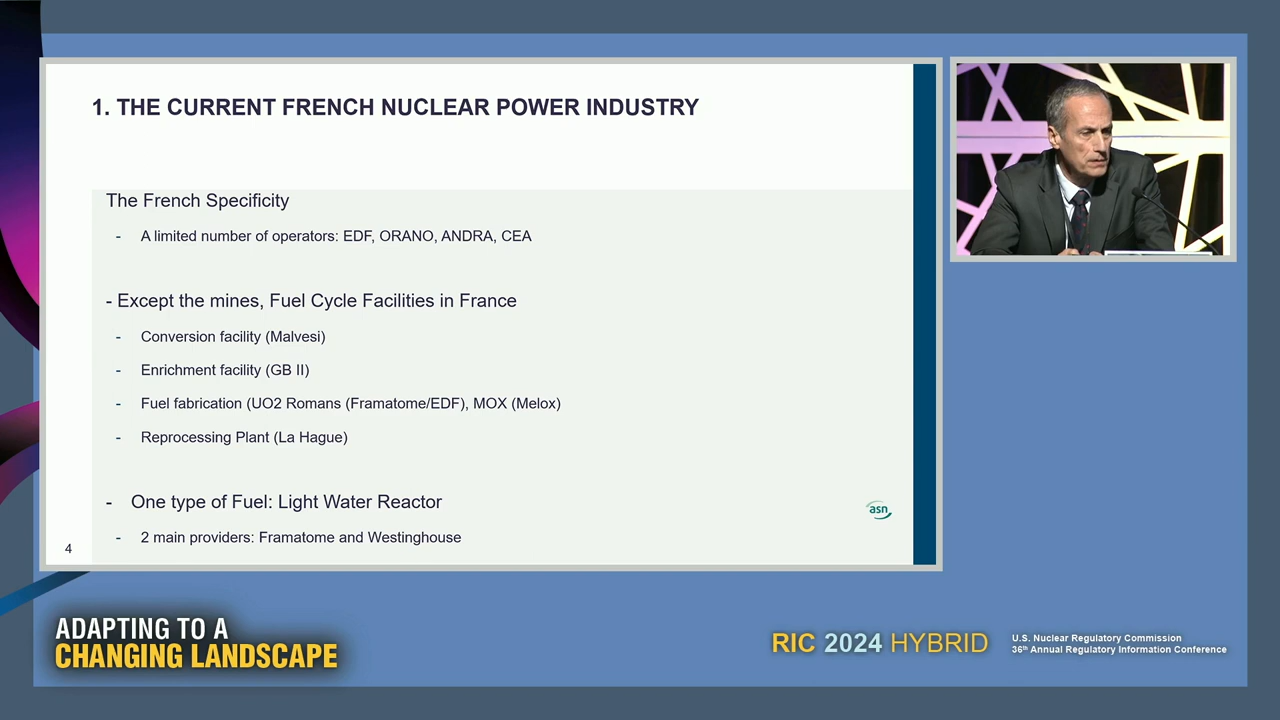 1. THE CURRENT FRENCH NUCLEAR POWER INDUSTRY
The French Specificity
- A limited number of operators: EDF, ORANO, ANDRA, CEA
- Except the mines, Fuel Cycle Facilities in France
- Conversion facility (Malvesi)
- Enrichment facility (GB II)
- Fuel fabrication (UO2 Romans (Framatome/EDF), MOX (Melox)
- Reprocessing Plant (La Hague)
- One type of Fuel: Light Water Reactor
- 2 main providers: Framatome and Westinghouse
asn
4
ADAPTING TO A
CHANGING LANDSCAPE
RIC 2024 HYBRID
U.S. Nuclear Regulatory Commission
36th Annual Regulatory Information Conference